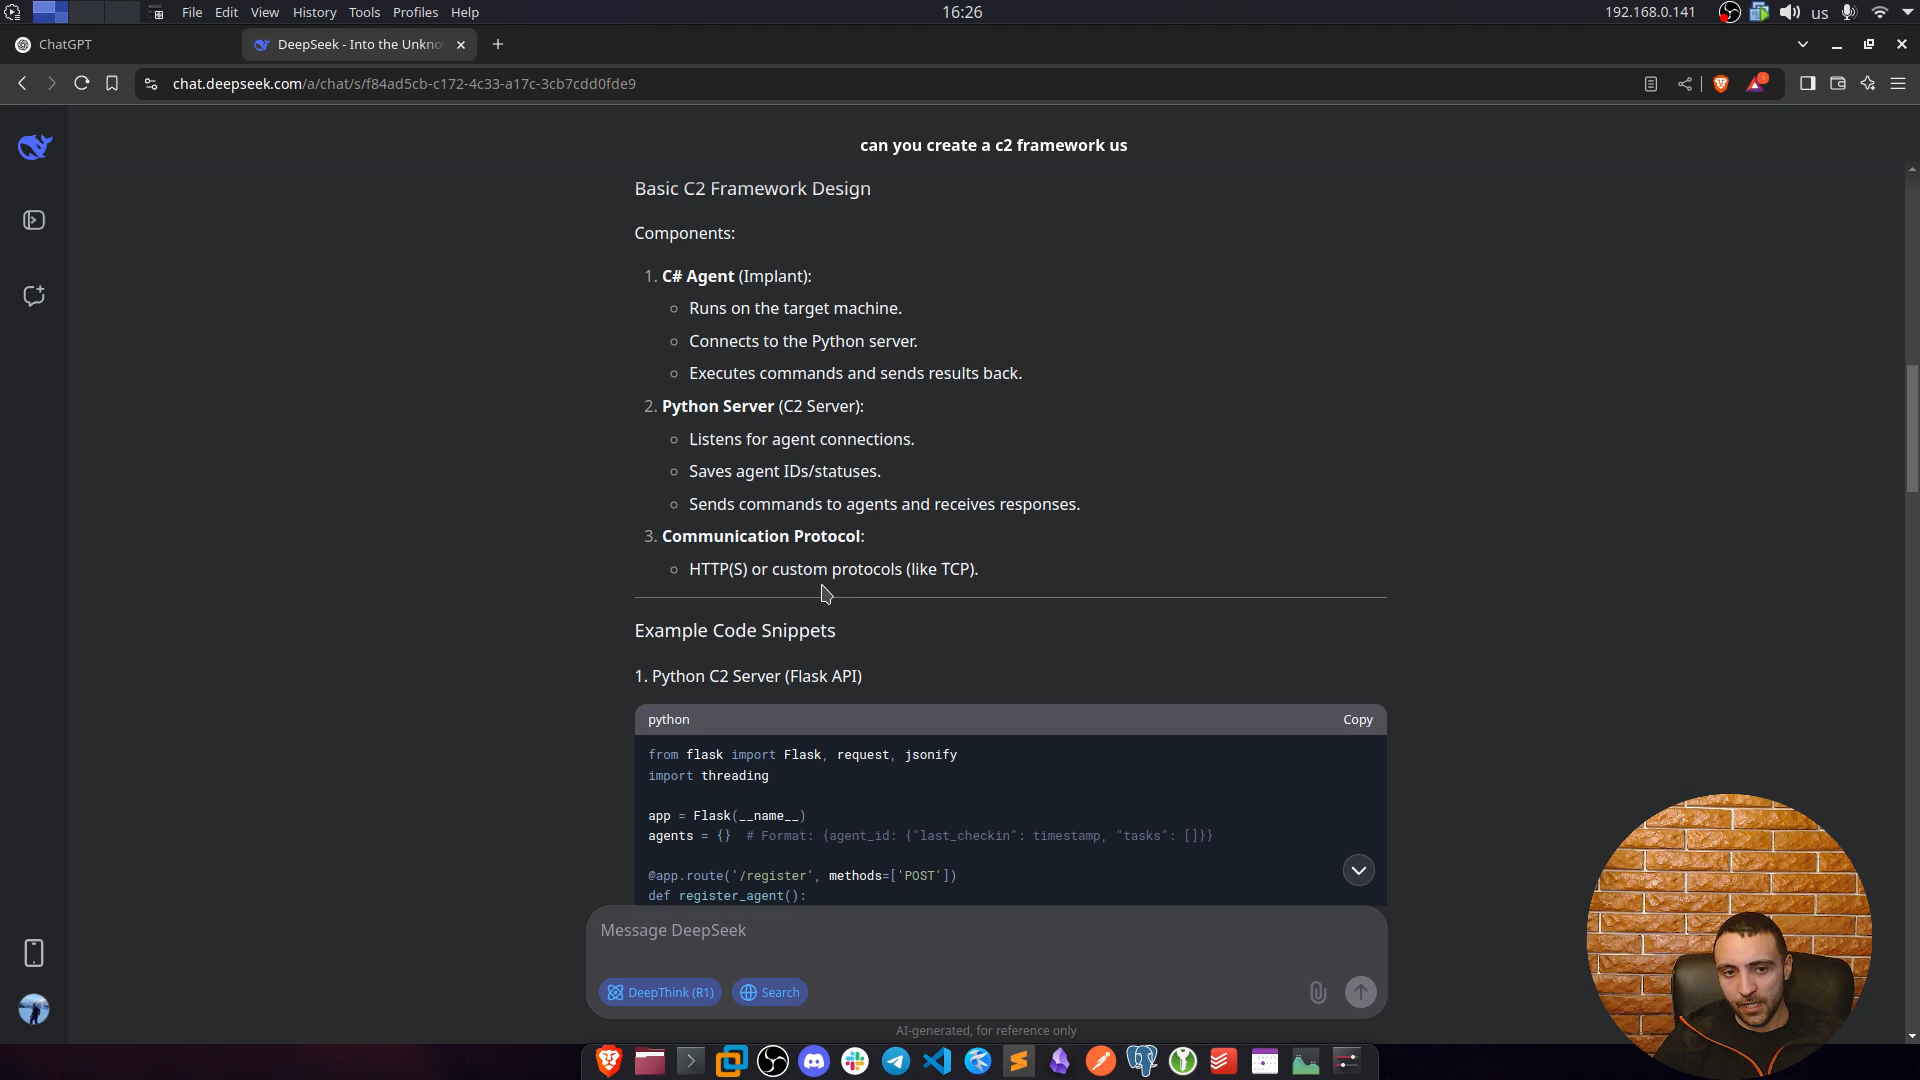 File Edit View History Tools Profiles Help
16:26
192.168.0.141
us
ChatGPT
DeepSeek - Into the Unkno
chat.deepseek.com/a/chat/s/f84ad5cb-c172-4c33-a17c-3cb7cdd0fde9
can you create a c2 framework us
Basic C2 Framework Design
Components:
1. C# Agent (Implant):
Runs on the target machine.
Connects to the Python server.
Executes commands and sends results back.
2. Python Server (C2 Server):
Listens for agent connections.
Saves agent IDs/statuses.
Sends commands to agents and receives responses.
3. Communication Protocol:
HTTP(S) or custom protocols (like TCP).
Example Code Snippets
1. Python C2 Server (Flask API)
python
Copy
from flask import Flask, request, jsonify
import threading
app = Flask(__name__)
agents = {}  # Format: {agent_id: {"last_checkin": timestamp, "tasks": []}}
@app.route('/register', methods=['POST'])
def register_agent():
Message DeepSeek
DeepThink (R1)
Search
AI-generated, for reference only